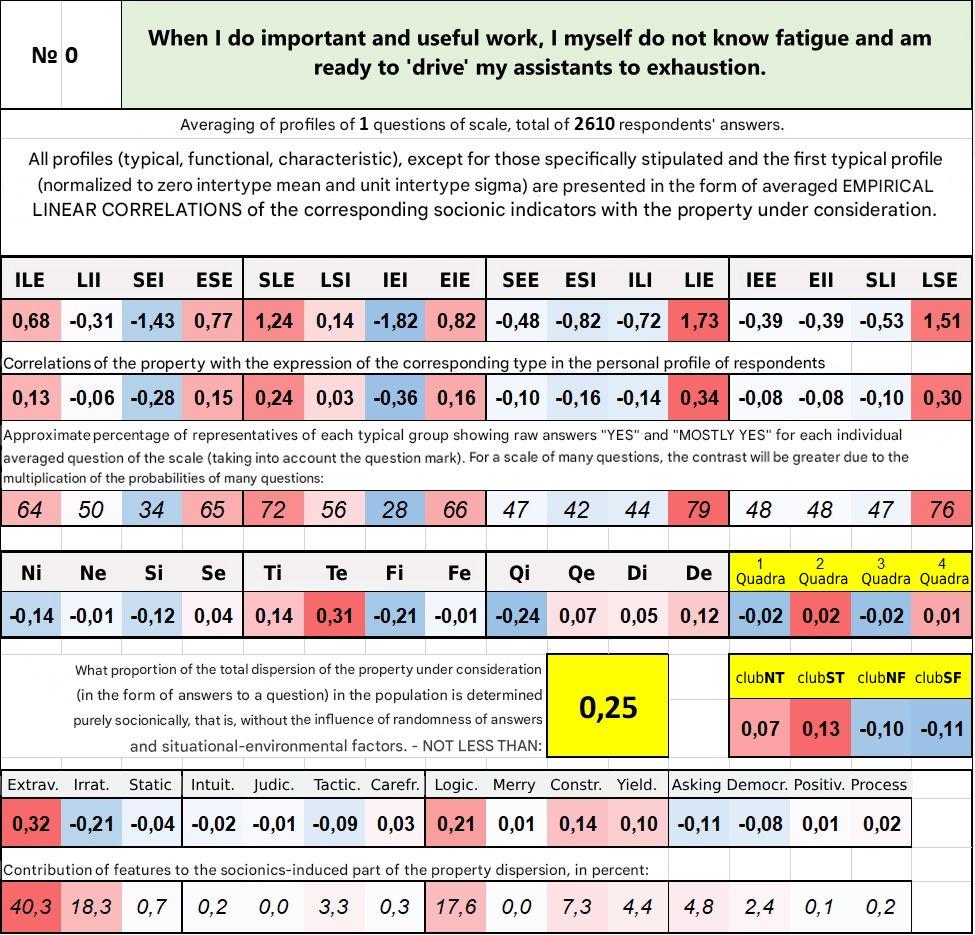 № 0
When I do important and useful work, I myself do not know fatigue and am
ready to 'drive' my assistants to exhaustion.
Averaging of profiles of 1 questions of scale, total of 2610 respondents' answers.
All profiles (typical, functional, characteristic), except for those specifically stipulated and the first typical profile
(normalized to zero intertype mean and unit intertype sigma) are presented in the form of averaged EMPIRICAL
LINEAR CORRELATIONS of the corresponding socionic indicators with the property under consideration.
ILE LII SEI ESE SLE LSI IEI EIE SEE ESI ILI LIE IEE EII SLI LSE
0,68 -0,31 -1,43 0,77 1,24 0,14 -1,82 0,82 -0,48 -0,82 -0,72 1,73 -0,39 -0,39 -0,53 1,51
Correlations of the property with the expression of the corresponding type in the personal profile of respondents
0,13 -0,06 -0,28 0,15 0,24 0,03 -0,36 0,16 -0,10 -0,16 -0,14 0,34 -0,08 -0,08 -0,10 0,30
Approximate percentage of representatives of each typical group showing raw answers "YES" and "MOSTLY YES" for each individual
averaged question of the scale (taking into account the question mark). For a scale of many questions, the contrast will be greater due to the
multiplication of the probabilities of many questions:
64 50 34 65 72 56 28 66 47 42 44 79 48 48 47 76
Ni Ne Si Se Ti Te Fi Fe Qi Qe Di De 1 Quadra 2 Quadra 3 Quadra 4 Quadra
-0,14 -0,01 -0,12 0,04 0,14 0,31 -0,21 -0,01 -0,24 0,07 0,05 0,12 -0,02 0,02 -0,02 0,01
What proportion of the total dispersion of the property under consideration
(in the form of answers to a question) in the population is determined
purely socionically, that is, without the influence of randomness of answers
and situational-environmental factors. - NOT LESS THAN:
0,25
clubNT clubST clubNF clubSF
0,07 0,13 -0,10 -0,11
Extrav. Irrat. Static Intuit. Judic. Tactic. Carefr. Logic. Merry Constr. Yield. Asking Democr. Positiv. Process
0,32 -0,21 -0,04 -0,02 -0,01 -0,09 0,03 0,21 0,01 0,14 0,10 -0,11 -0,08 0,01 0,02
Contribution of features to the socionics-induced part of the property dispersion, in percent:
40,3 18,3 0,7 0,2 0,0 3,3 0,3 17,6 0,0 7,3 4,4 4,8 2,4 0,1 0,2